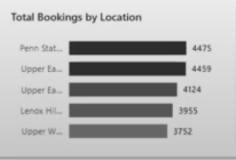 Total Bookings by Location
Penn Stat... 4475
Upper Ea... 4459
Upper Ea... 4124
Lenox Hil... 3955
Upper W... 3752